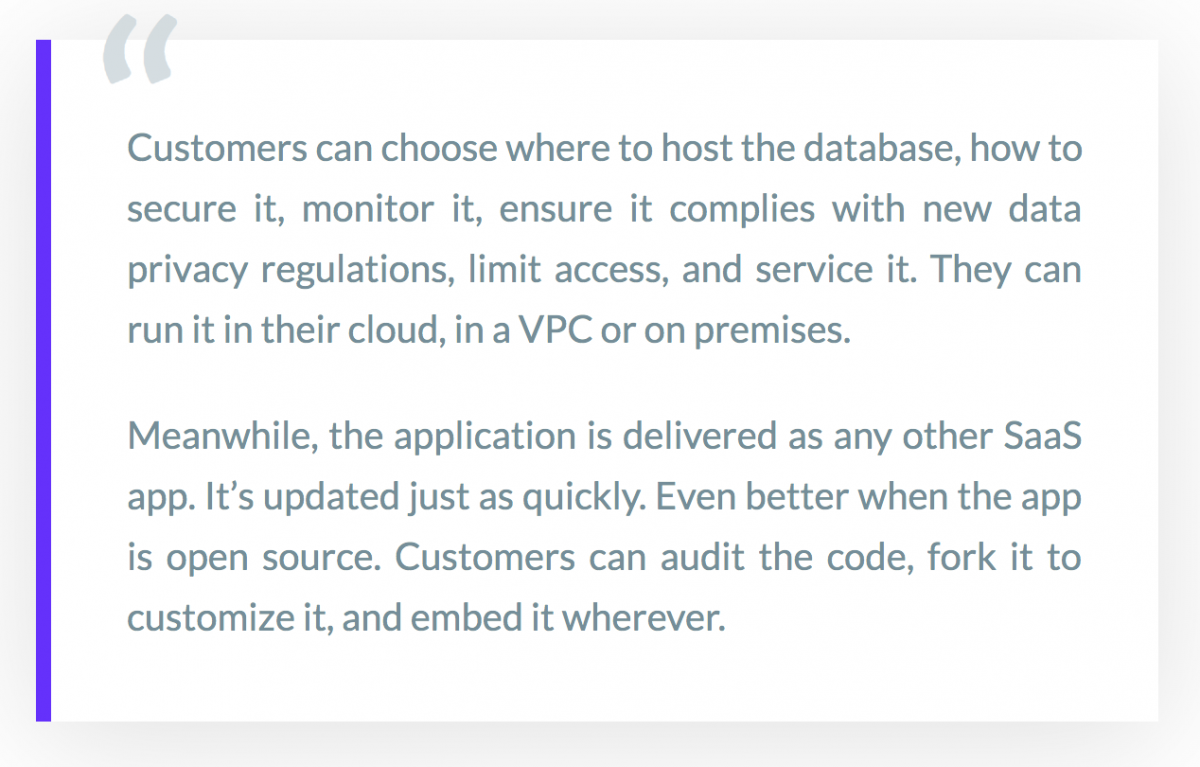 “
Customers can choose where to host the database, how to
secure it, monitor it, ensure it complies with new data
privacy regulations, limit access, and service it. They can
run it in their cloud, in a VPC or on premises.
Meanwhile, the application is delivered as any other SaaS
app. It’s updated just as quickly. Even better when the app
is open source. Customers can audit the code, fork it to
customize it, and embed it wherever.